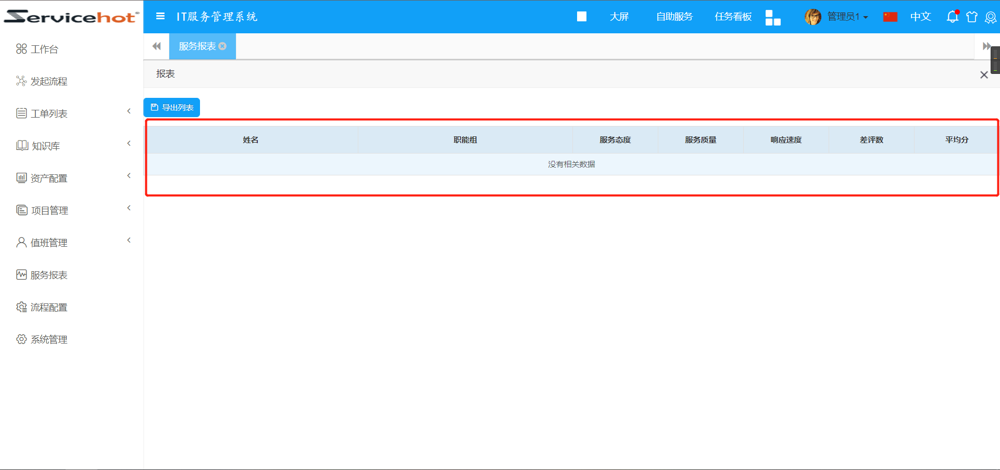 Servicehot
IT服务管理系统
大屏
自助服务
任务看板
管理员1
中文
工作台
发起流程
工单列表
知识库
资产配置
项目管理
值班管理
服务报表
流程配置
系统管理
服务报表
报表
导出列表
姓名 职能组 服务态度 服务质量 响应速度 差评数 平均分
没有相关数据